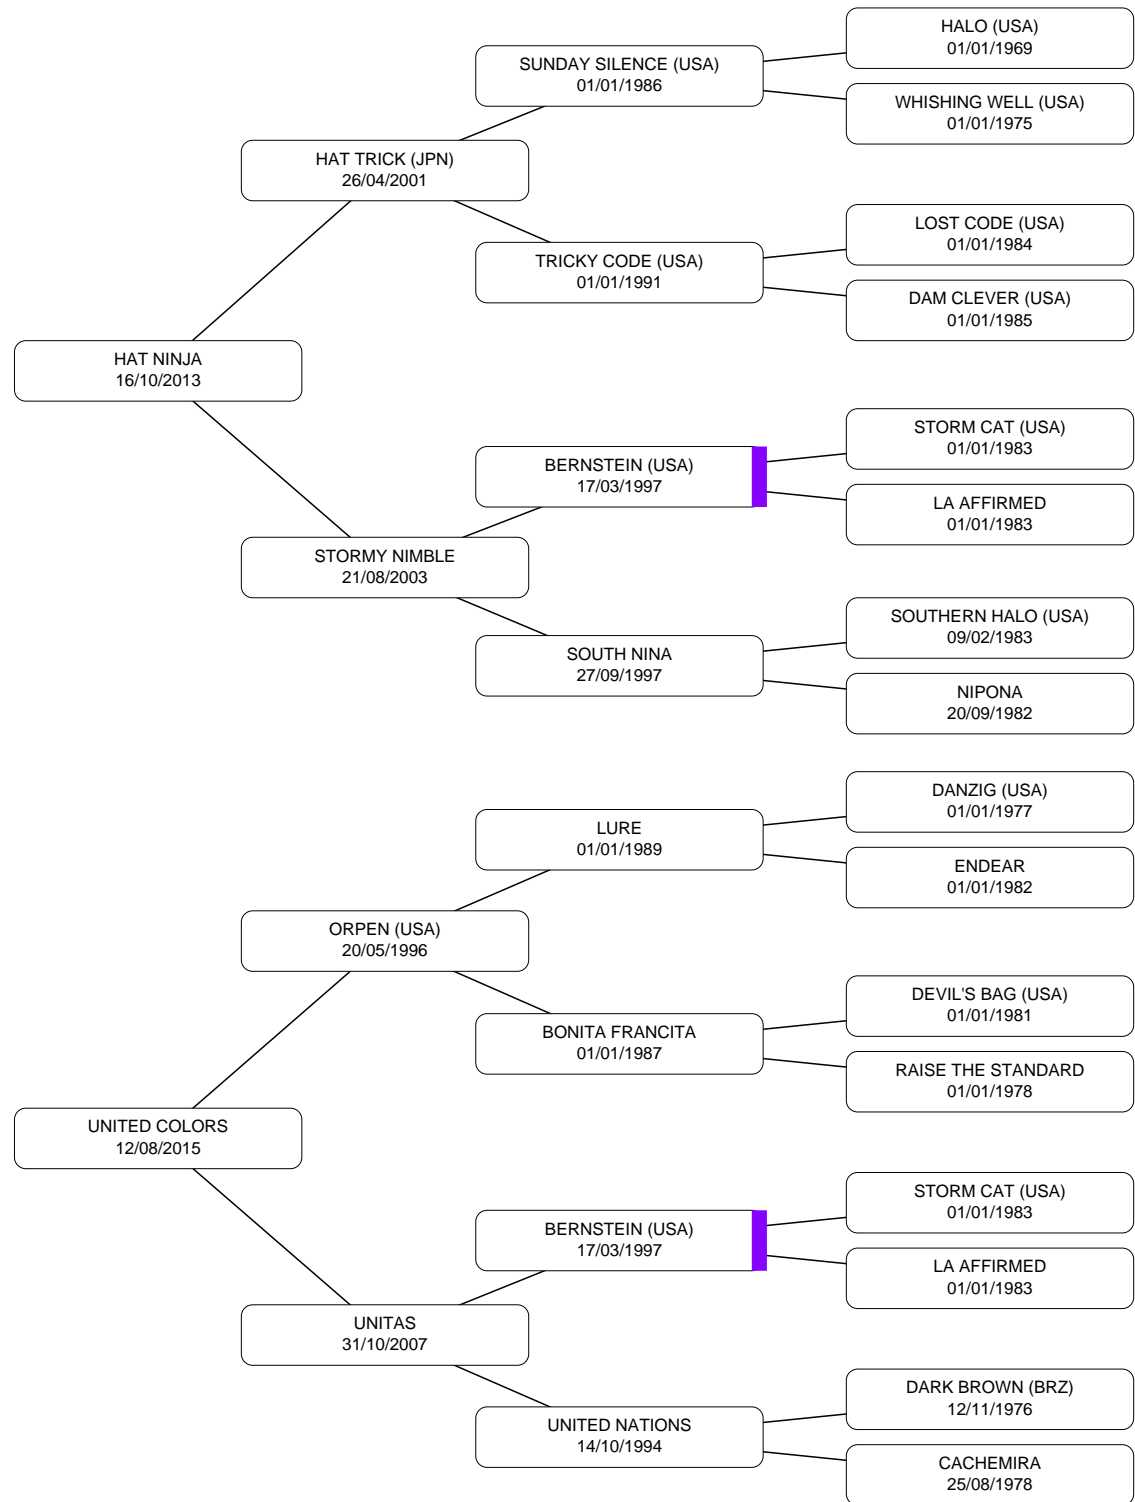 HALO (USA)
01/01/1969
SUNDAY SILENCE (USA)
01/01/1986
WHISHING WELL (USA)
01/01/1975
HAT TRICK (JPN)
26/04/2001
LOST CODE (USA)
01/01/1984
TRICKY CODE (USA)
01/01/1991
DAM CLEVER (USA)
01/01/1985
HAT NINJA
16/10/2013
STORM CAT (USA)
01/01/1983
BERNSTEIN (USA)
17/03/1997
LA AFFIRMED
01/01/1983
STORMY NIMBLE
21/08/2003
SOUTHERN HALO (USA)
09/02/1983
SOUTH NINA
27/09/1997
NIPONA
20/09/1982
DANZIG (USA)
01/01/1977
LURE
01/01/1989
ENDEAR
01/01/1982
ORPEN (USA)
20/05/1996
DEVIL'S BAG (USA)
01/01/1981
BONITA FRANCITA
01/01/1987
RAISE THE STANDARD
01/01/1978
UNITED COLORS
12/08/2015
STORM CAT (USA)
01/01/1983
BERNSTEIN (USA)
17/03/1997
LA AFFIRMED
01/01/1983
UNITAS
31/10/2007
DARK BROWN (BRZ)
12/11/1976
UNITED NATIONS
14/10/1994
CACHEMIRA
25/08/1978